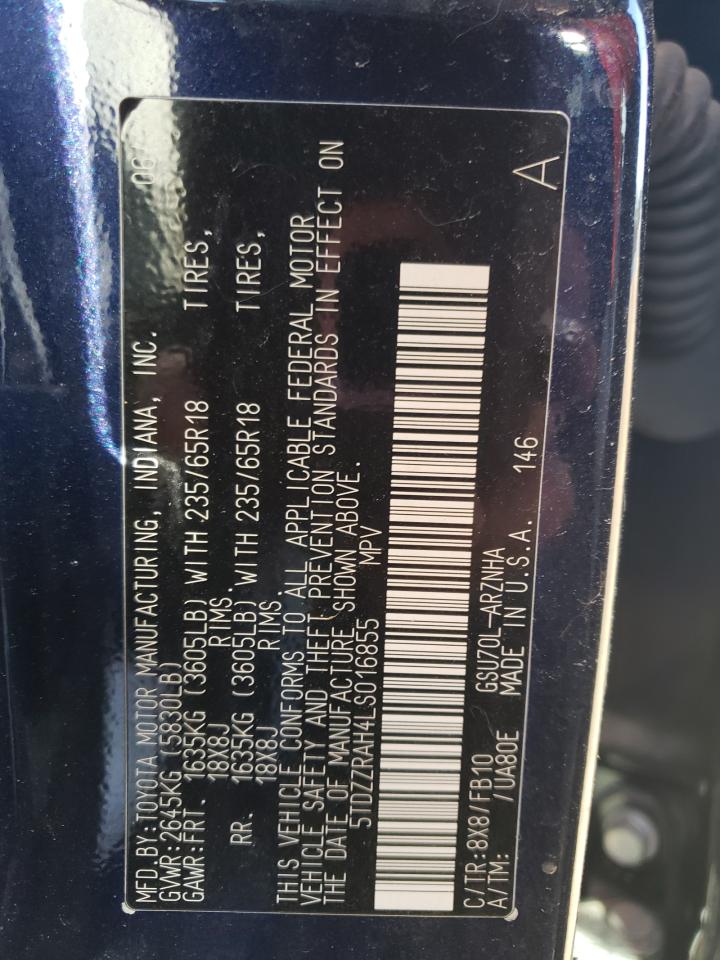 MFD.BY:TOYOTA MOTOR MANUFACTURING, INDIANA, INC.
GVWR:2645KG (5830LB)
GAWR:FRT. 1635KG (3605LB) WITH 235/65R18 TIRES,
18X8J RIMS.
RR. 1635KG (3605LB) WITH 235/65R18 TIRES,
18X8J RIMS.
THIS VEHICLE CONFORMS TO ALL APPLICABLE FEDERAL MOTOR
VEHICLE SAFETY AND THEFT PREVENTION STANDARDS IN EFFECT ON
THE DATE OF MANUFACTURE SHOWN ABOVE.
5TDZZRAH4LS016855 MPV
C/TR:8X8/FB10 GSU70L-ARZNHA
A/TM: /UA80E MADE IN U.S.A. 146
A